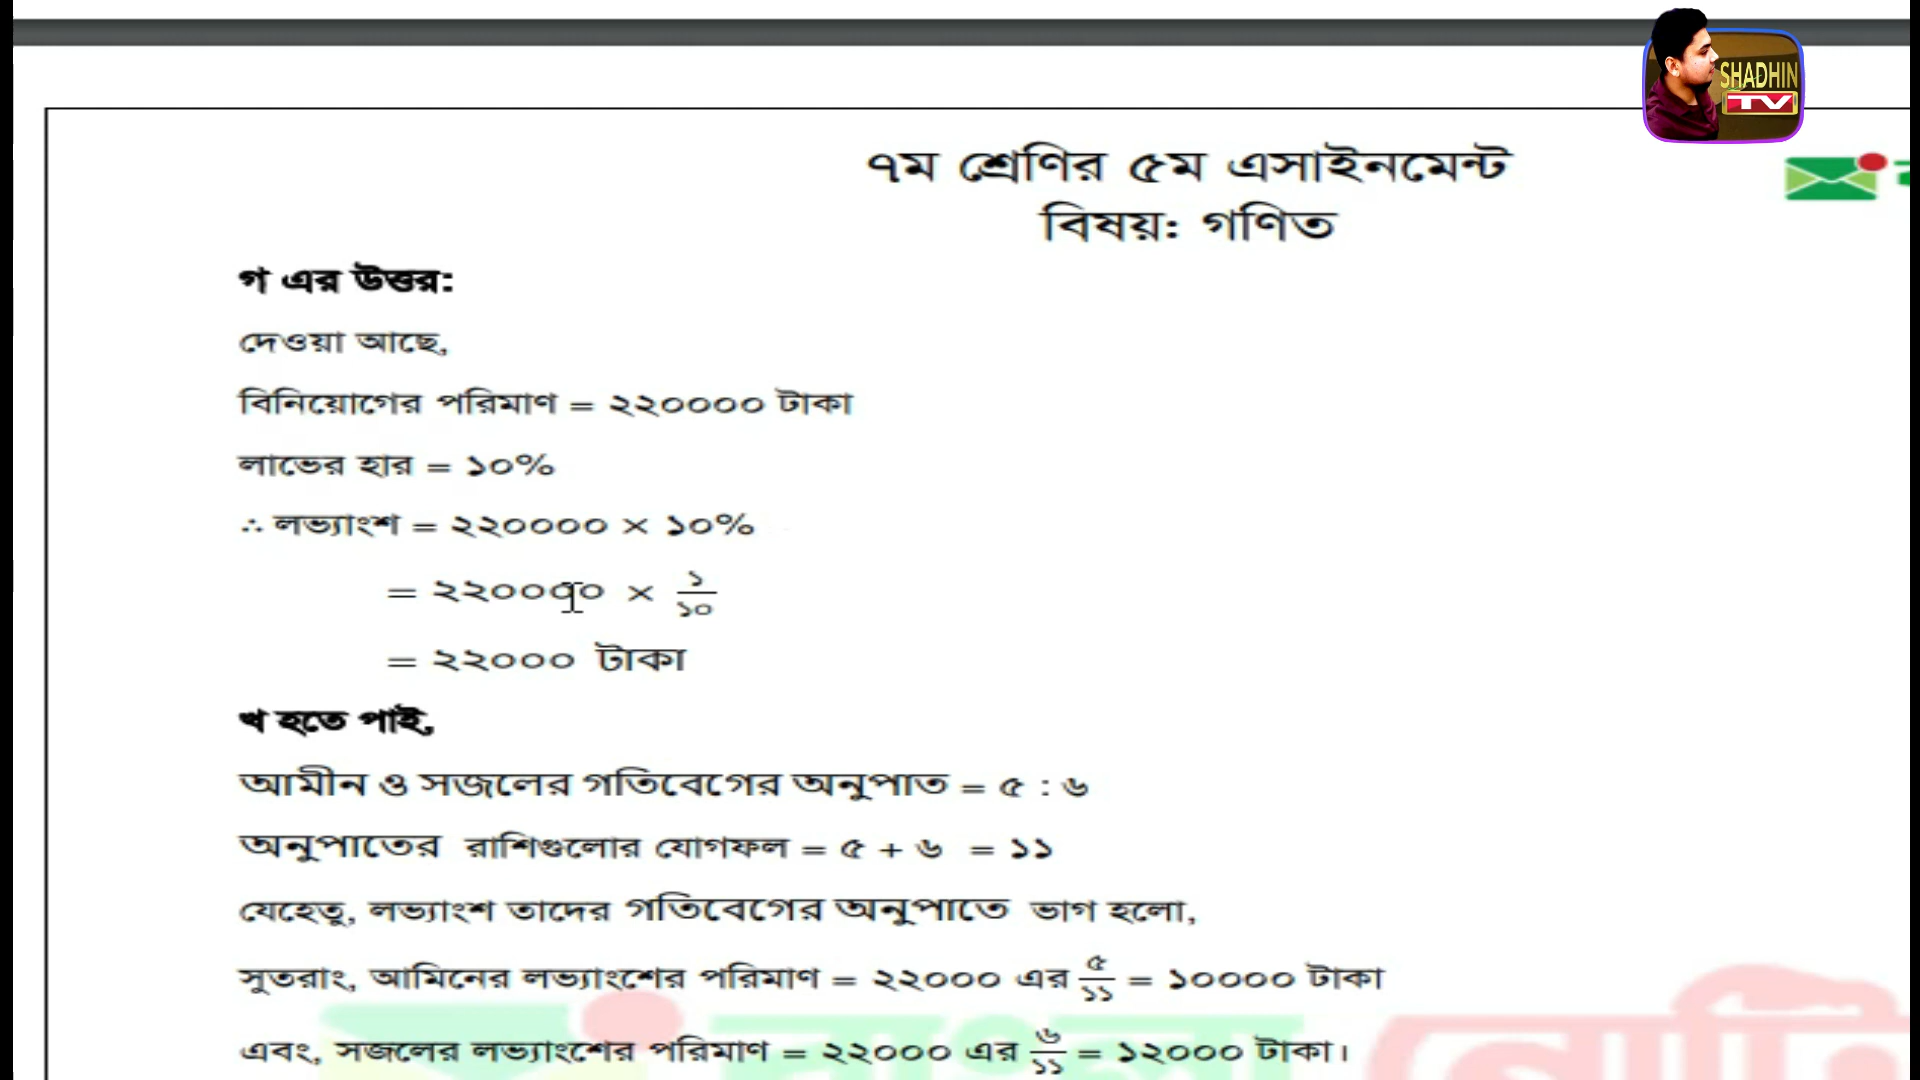 SHADHIN
TV
৭ম শ্রেণির ৫ম এসাইনমেন্ট
বিষয়: গণিত
গ এর উত্তর:
দেওয়া আছে,
বিনিয়োগের পরিমাণ = ২২০০০০ টাকা
লাভের হার = ১০%
∴ লভ্যাংশ = ২২০০০০ × ১০%
= ২২০০০০ × ১/১০
= ২২০০০ টাকা
খ হতে পাই,
আমীন ও সজলের গতিবেগের অনুপাত = ৫ : ৬
অনুপাতের রাশিগুলোর যোগফল = ৫ + ৬ = ১১
যেহেতু, লভ্যাংশ তাদের গতিবেগের অনুপাতে ভাগ হলো,
সুতরাং, আমিনের লভ্যাংশের পরিমাণ = ২২০০০ এর ৫/১১ = ১০০০০ টাকা
এবং, সজলের লভ্যাংশের পরিমাণ = ২২০০০ এর ৬/১১ = ১২০০০ টাকা।